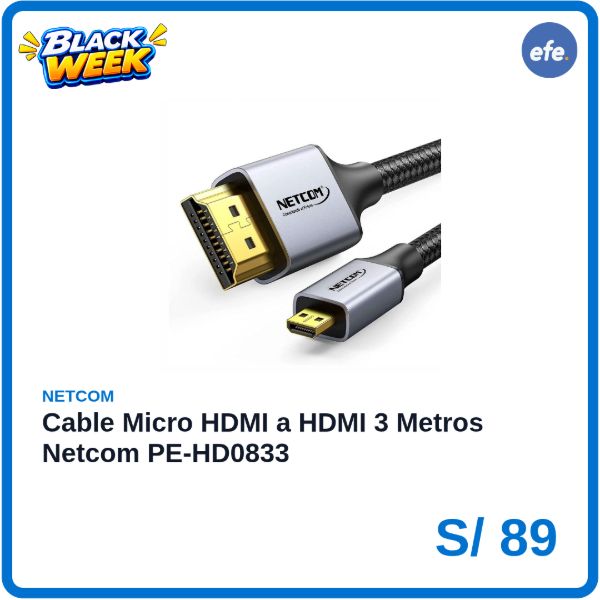 BLACK
WEEK
efe.
NETCOM
NETCOM
NETCOM
Cable Micro HDMI a HDMI 3 Metros
Netcom PE-HD0833
S/ 89